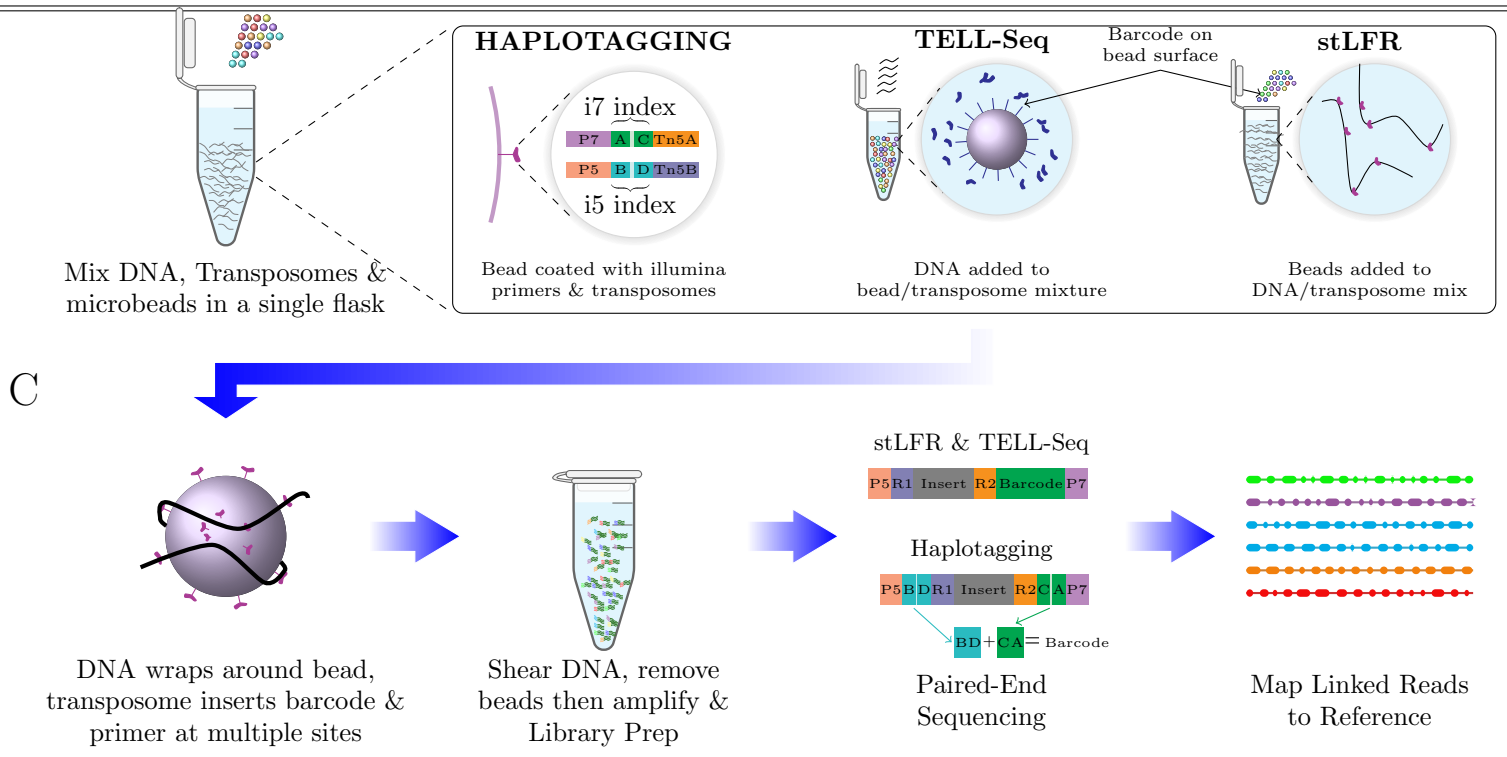 HAPLOTAGGING
i7 index
P7 A C Tn5A
P5 B D Tn5B
i5 index
Bead coated with illumina
primers & transposomes
TELL-Seq
DNA added to
bead/transposome mixture
Barcode on
bead surface
stLFR
Beads added to
DNA/transposome mix
Mix DNA, Transposomes &
microbeads in a single flask
C
DNA wraps around bead,
transposome inserts barcode &
primer at multiple sites
Shear DNA, remove
beads then amplify &
Library Prep
stLFR & TELL-Seq
P5 R1 Insert R2 Barcode P7
Haplotagging
P5 B D R1 Insert R2 C A P7
BD + CA = Barcode
Paired-End
Sequencing
Map Linked Reads
to Reference